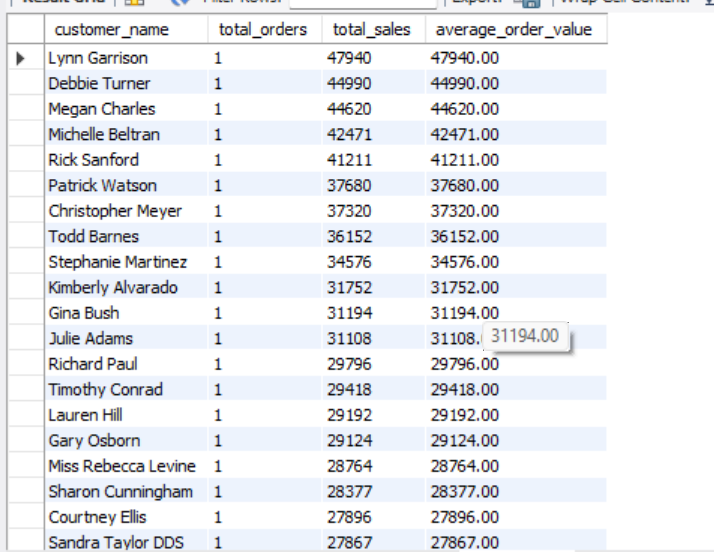 Result Grid Filter Rows: Export: Wrap Cell Content:
customer_name total_orders total_sales average_order_value
Lynn Garrison 1 47940 47940.00
Debbie Turner 1 44990 44990.00
Megan Charles 1 44620 44620.00
Michelle Beltran 1 42471 42471.00
Rick Sanford 1 41211 41211.00
Patrick Watson 1 37680 37680.00
Christopher Meyer 1 37320 37320.00
Todd Barnes 1 36152 36152.00
Stephanie Martinez 1 34576 34576.00
Kimberly Alvarado 1 31752 31752.00
Gina Bush 1 31194 31194.00
Julie Adams 1 31108 31108. 31194.00
Richard Paul 1 29796 29796.00
Timothy Conrad 1 29418 29418.00
Lauren Hill 1 29192 29192.00
Gary Osborn 1 29124 29124.00
Miss Rebecca Levine 1 28764 28764.00
Sharon Cunningham 1 28377 28377.00
Courtney Ellis 1 27896 27896.00
Sandra Taylor DDS 1 27867 27867.00